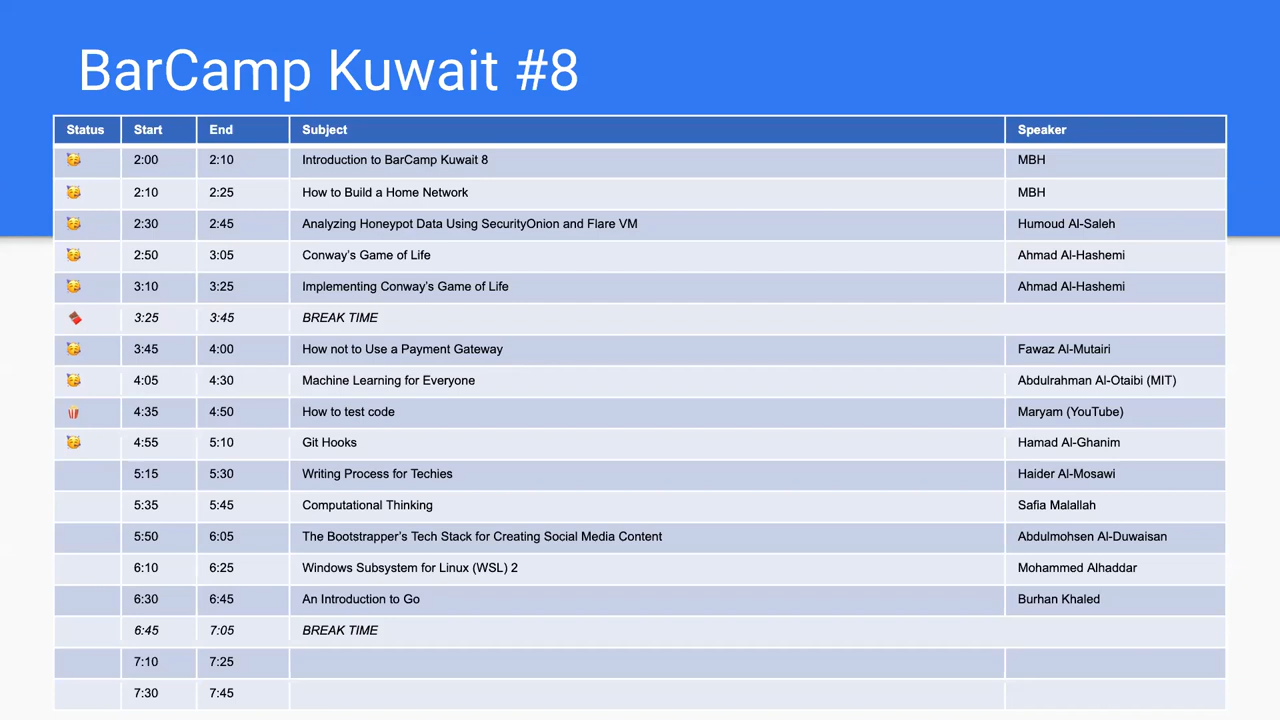 BarCamp Kuwait #8
Status Start End Subject Speaker
🥳 2:00 2:10 Introduction to BarCamp Kuwait 8 MBH
🥳 2:10 2:25 How to Build a Home Network MBH
🥳 2:30 2:45 Analyzing Honeypot Data Using SecurityOnion and Flare VM Humoud Al-Saleh
🥳 2:50 3:05 Conway's Game of Life Ahmad Al-Hashemi
🥳 3:10 3:25 Implementing Conway's Game of Life Ahmad Al-Hashemi
🍫 3:25 3:45 BREAK TIME
🥳 3:45 4:00 How not to Use a Payment Gateway Fawaz Al-Mutairi
🥳 4:05 4:30 Machine Learning for Everyone Abdulrahman Al-Otaibi (MIT)
🍿 4:35 4:50 How to test code Maryam (YouTube)
🥳 4:55 5:10 Git Hooks Hamad Al-Ghanim
5:15 5:30 Writing Process for Techies Haider Al-Mosawi
5:35 5:45 Computational Thinking Safia Malallah
5:50 6:05 The Bootstrapper's Tech Stack for Creating Social Media Content Abdulmohsen Al-Duwaisan
6:10 6:25 Windows Subsystem for Linux (WSL) 2 Mohammed Alhaddar
6:30 6:45 An Introduction to Go Burhan Khaled
6:45 7:05 BREAK TIME
7:10 7:25
7:30 7:45